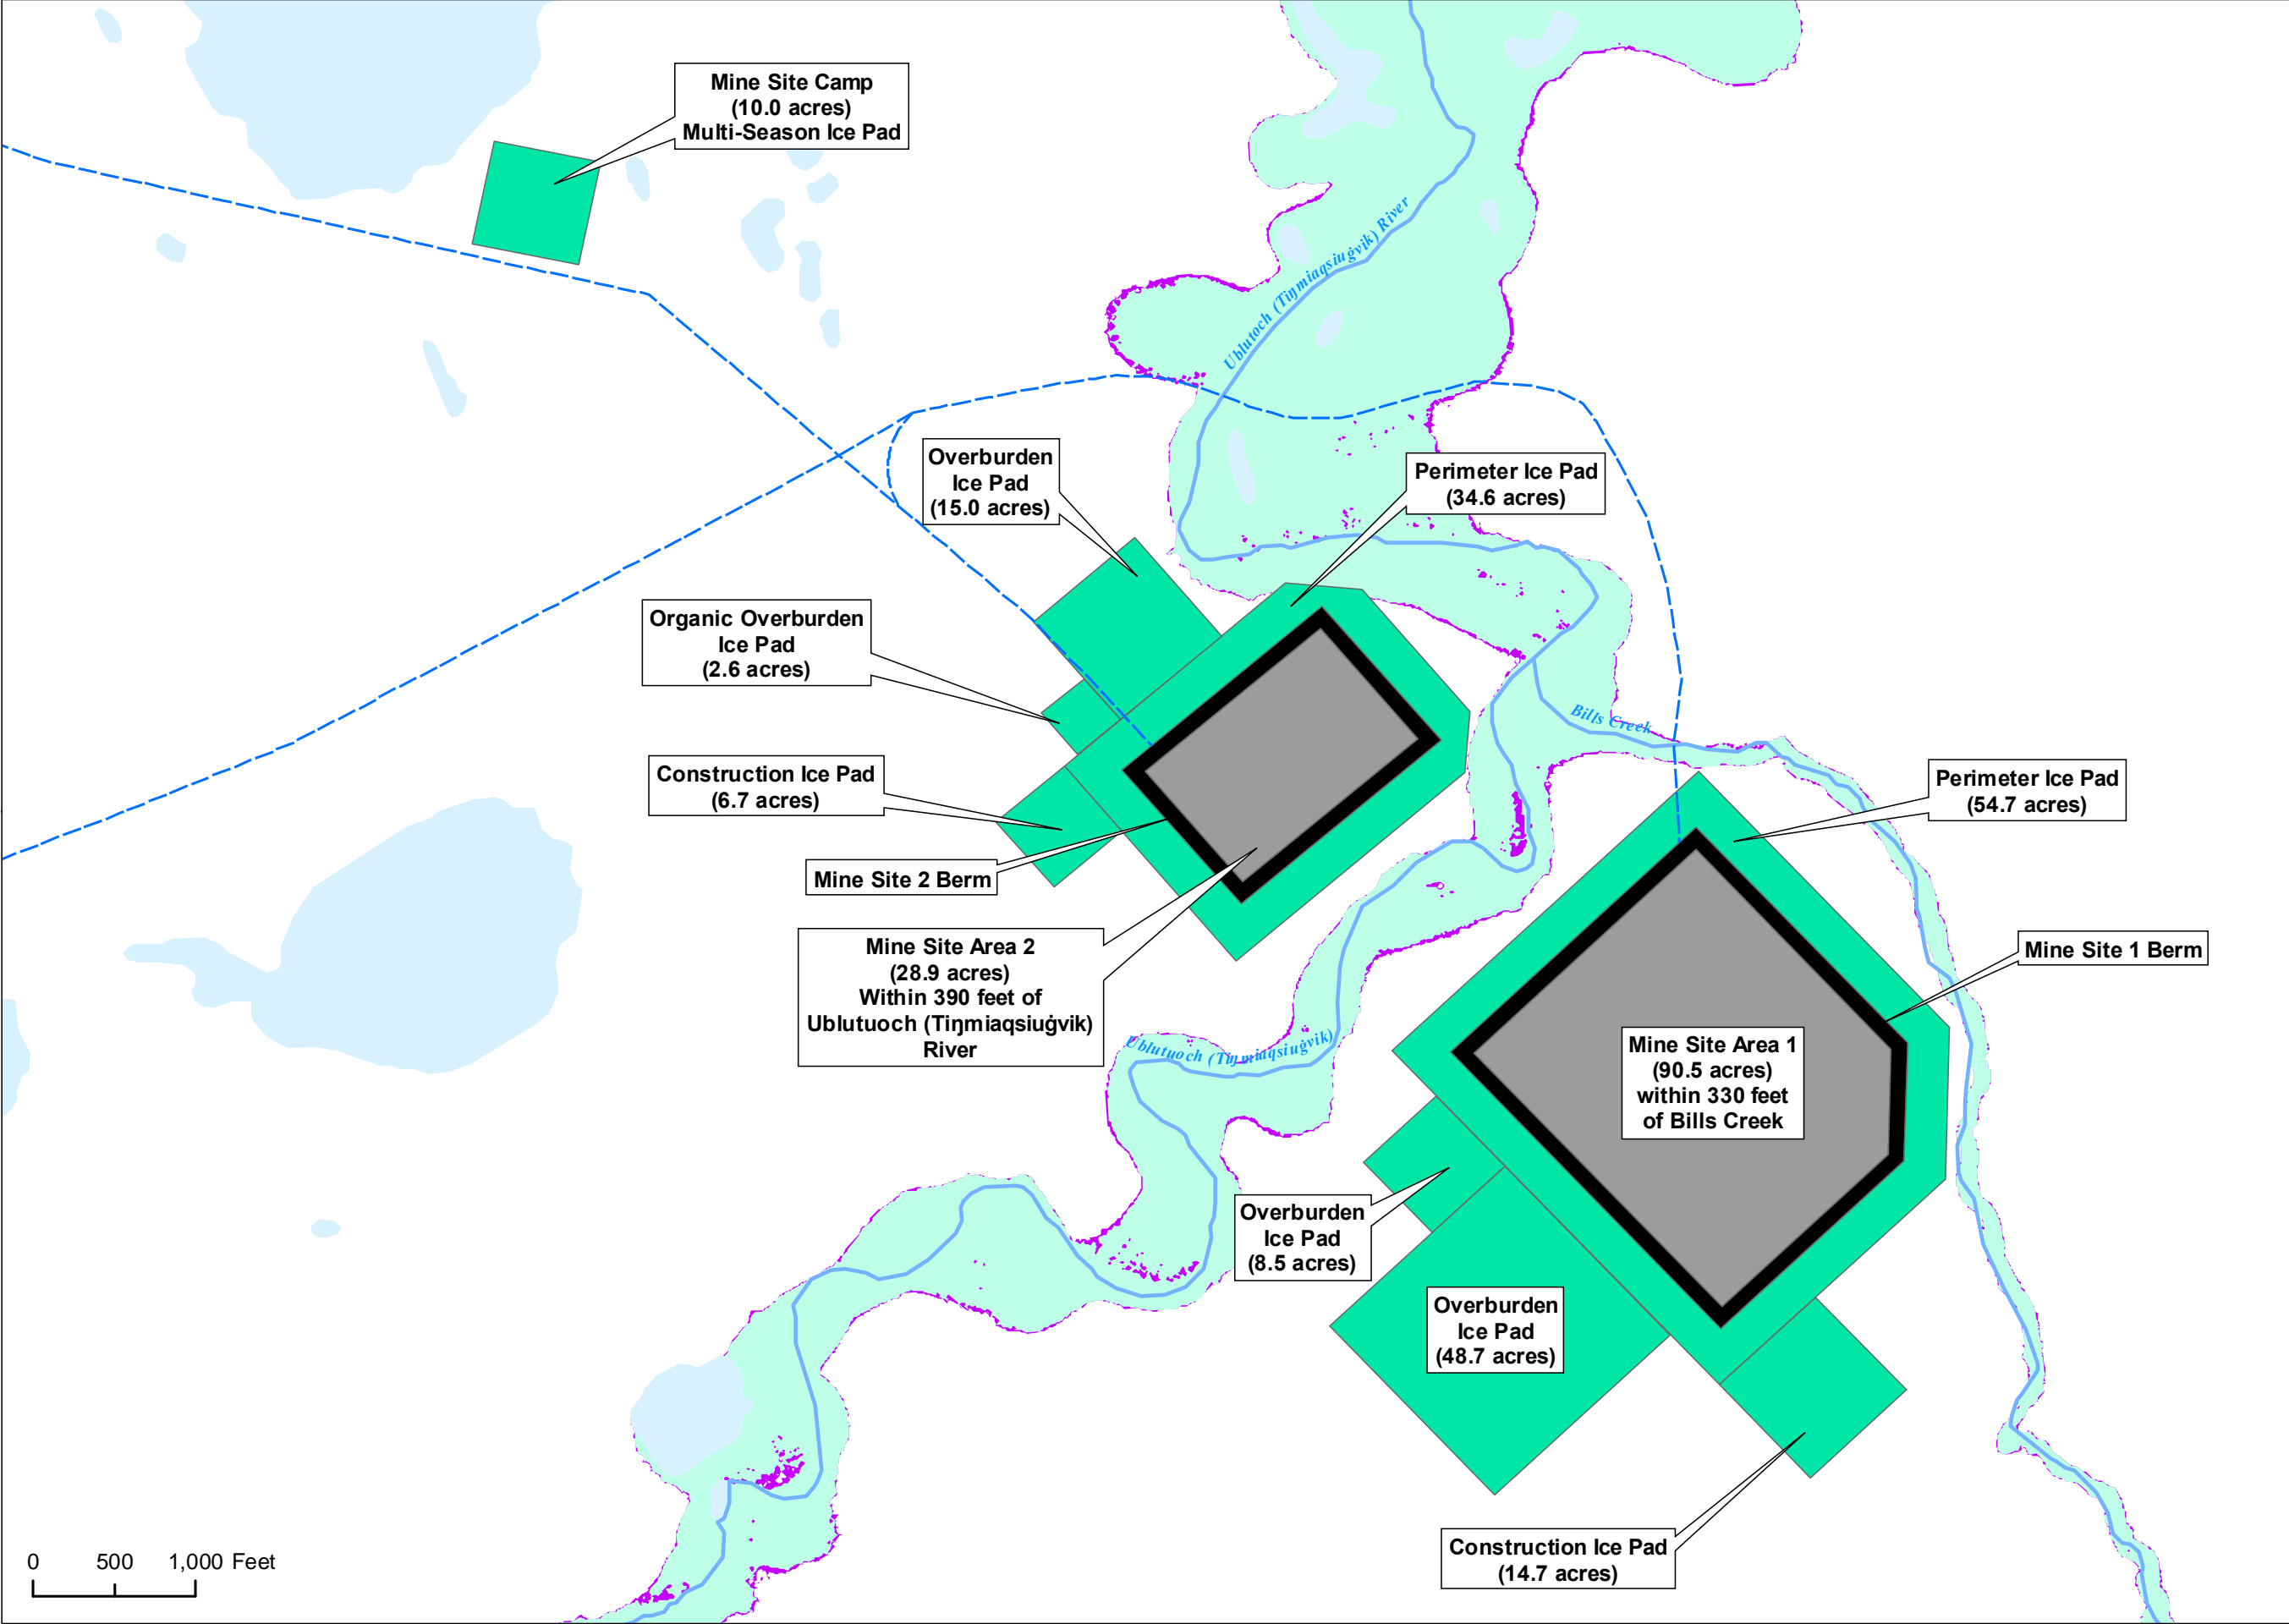 Mine Site Camp
(10.0 acres)
Multi-Season Ice Pad
Ublutoch (Tiŋmiaqsiuġvik) River
Overburden
Ice Pad
(15.0 acres)
Perimeter Ice Pad
(34.6 acres)
Organic Overburden
Ice Pad
(2.6 acres)
Bills Creek
Construction Ice Pad
(6.7 acres)
Perimeter Ice Pad
(54.7 acres)
Mine Site 2 Berm
Mine Site Area 2
(28.9 acres)
Within 390 feet of
Ublutuoch (Tiŋmiaqsiuġvik)
River
Mine Site 1 Berm
Ublutuoch (Tiŋmiaqsiuġvik)
Mine Site Area 1
(90.5 acres)
within 330 feet
of Bills Creek
Overburden
Ice Pad
(8.5 acres)
Overburden
Ice Pad
(48.7 acres)
Construction Ice Pad
(14.7 acres)
0 500 1,000 Feet